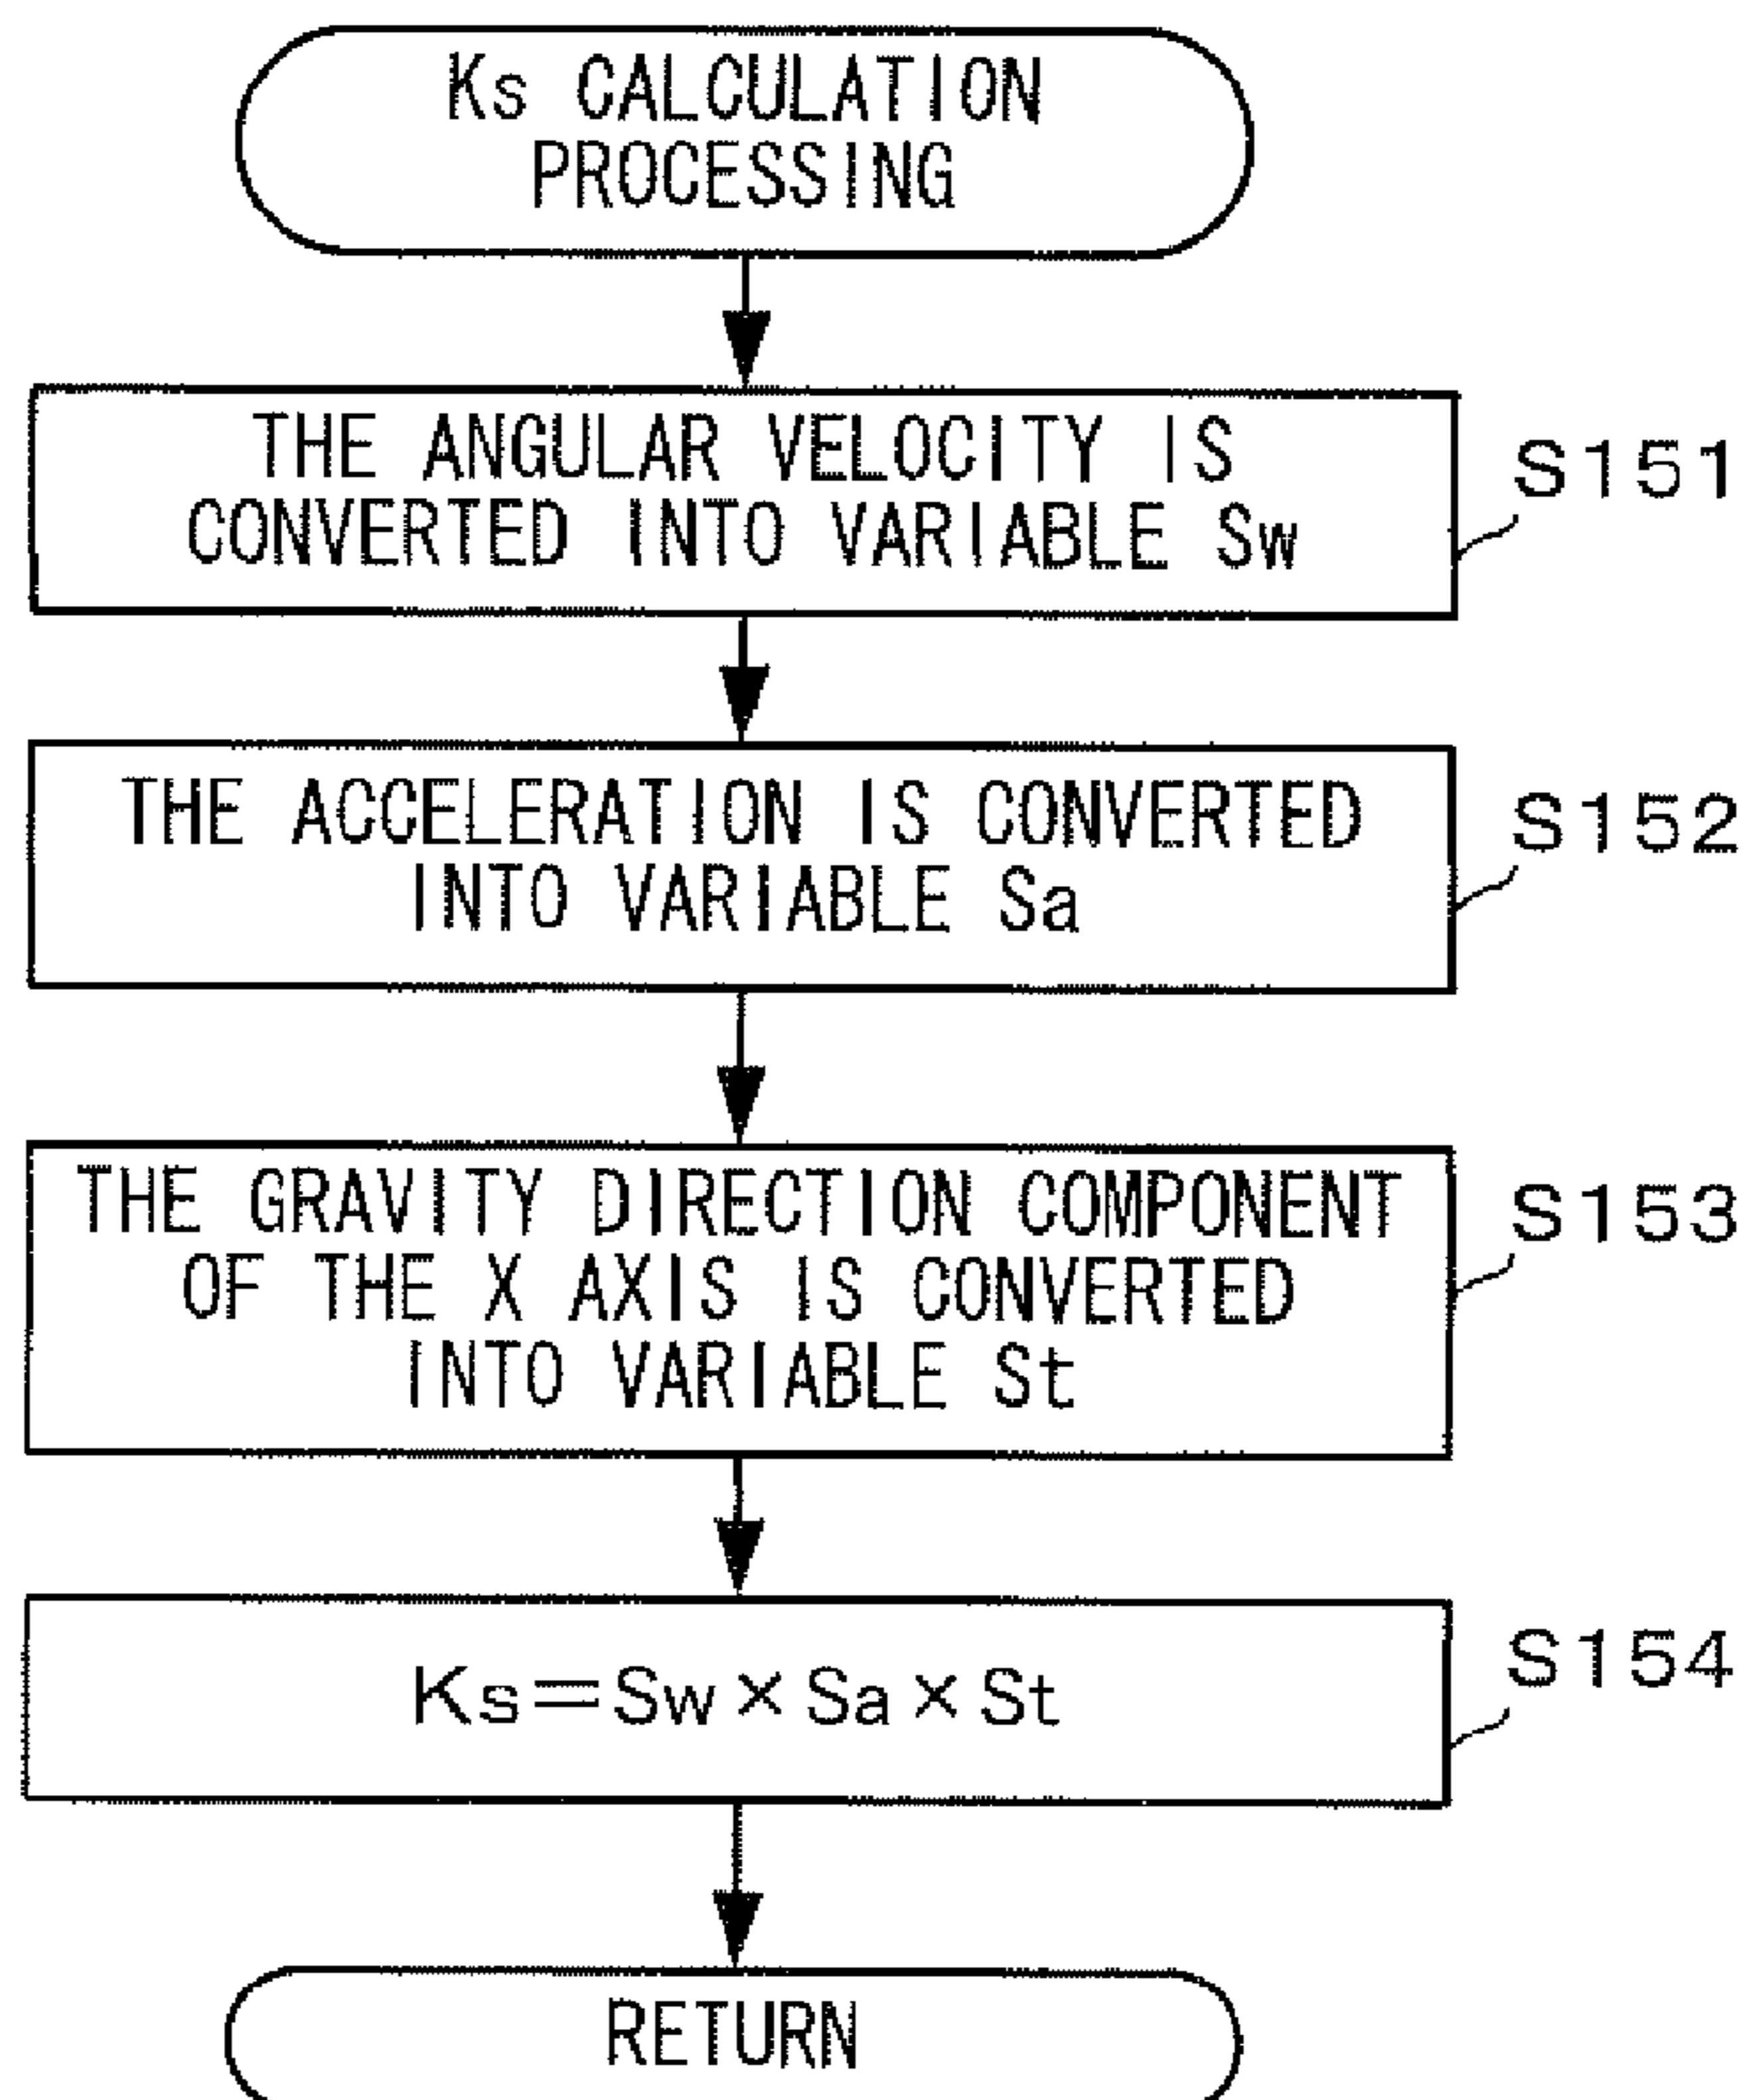 Ks CALCULATION
PROCESSING
THE ANGULAR VELOCITY IS
CONVERTED INTO VARIABLE Sw
S151
THE ACCELERATION IS CONVERTED
INTO VARIABLE Sa
S152
THE GRAVITY DIRECTION COMPONENT
OF THE X AXIS IS CONVERTED
INTO VARIABLE St
S153
Ks=Sw×Sa×St
S154
RETURN